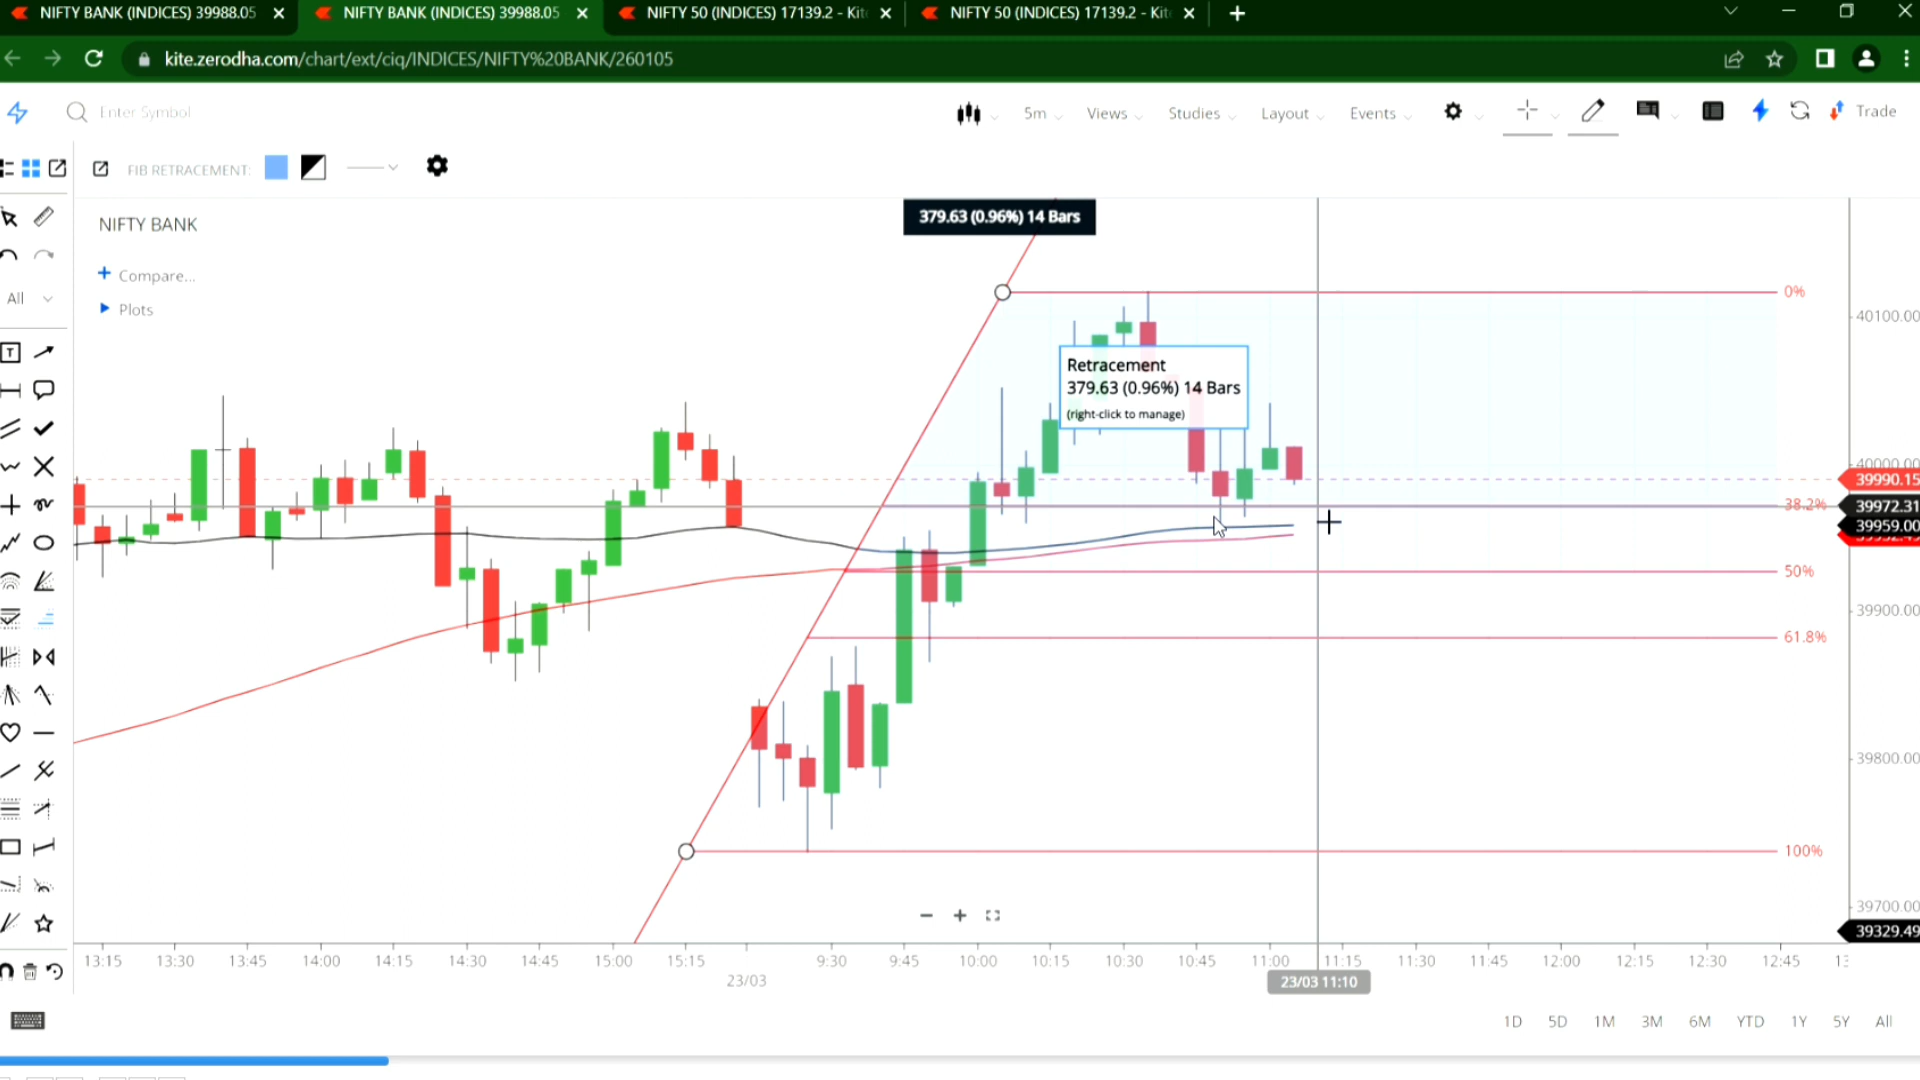 NIFTY BANK (INDICES) 39988.05
NIFTY BANK (INDICES) 39988.05
NIFTY 50 (INDICES) 17139.2 - Kit
NIFTY 50 (INDICES) 17139.2 - Kit
kite.zerodha.com/chart/ext/ciq/INDICES/NIFTY%20BANK/260105
Enter Symbol
5m
Views
Studies
Layout
Events
Trade
FIB RETRACEMENT:
379.63 (0.96%) 14 Bars
NIFTY BANK
Compare...
All
Plots
0%
40100.00
Retracement
379.63 (0.96%) 14 Bars
(right-click to manage)
40000.00
39990.15
38.2%
39972.31
39959.00
50%
39900.00
61.8%
39800.00
100%
39700.00
39329.49
13:15 13:30 13:45 14:00 14:15 14:30 14:45 15:00 15:15 9:30 9:45 10:00 10:15 10:30 10:45 11:00 11:15 11:30 11:45 12:00 12:15 12:30 12:45
23/03
23/03 11:10
1D 5D 1M 3M 6M YTD 1Y 5Y All